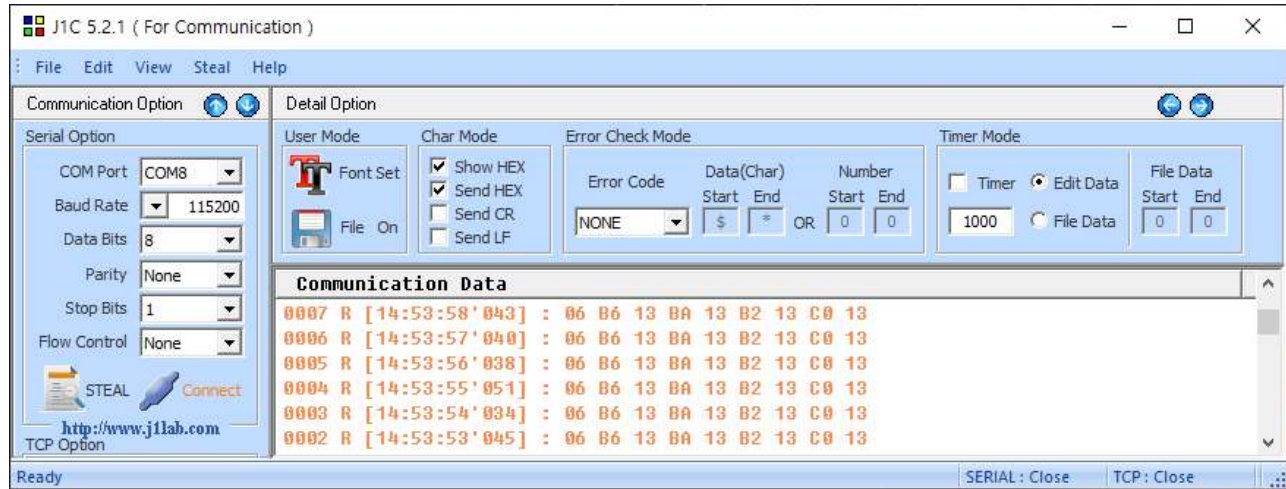 J1C 5.2.1 ( For Communication )
File Edit View Steal Help
Communication Option
Serial Option
COM Port COM8
Baud Rate 115200
Data Bits 8
Parity None
Stop Bits 1
Flow Control None
STEAL Connect
http://www.j1lab.com
TCP Option
Detail Option
User Mode
Font Set
File On
Char Mode
Show HEX
Send HEX
Send CR
Send LF
Error Check Mode
Error Code
NONE
Data(Char)
Start End
$ *
OR
Number
Start End
0 0
Timer Mode
Timer
1000
Edit Data
File Data
File Data
Start End
0 0
Communication Data
0007 R [14:53:58'043] : 06 B6 13 BA 13 B2 13 C0 13
0006 R [14:53:57'040] : 06 B6 13 BA 13 B2 13 C0 13
0005 R [14:53:56'038] : 06 B6 13 BA 13 B2 13 C0 13
0004 R [14:53:55'051] : 06 B6 13 BA 13 B2 13 C0 13
0003 R [14:53:54'034] : 06 B6 13 BA 13 B2 13 C0 13
0002 R [14:53:53'045] : 06 B6 13 BA 13 B2 13 C0 13
Ready
SERIAL : Close
TCP : Close